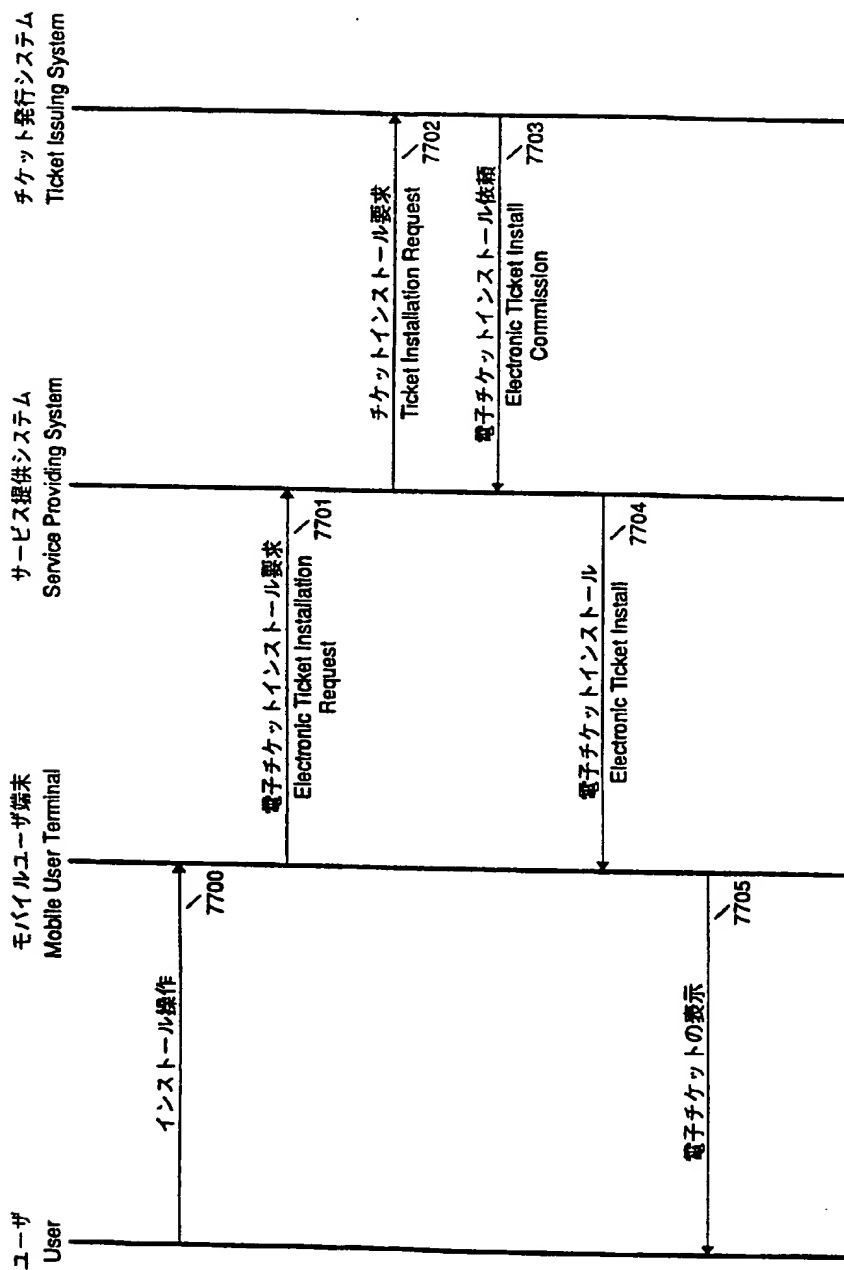 ユーザ
User
モバイルユーザ端末
Mobile User Terminal
サービス提供システム
Service Providing System
チケット発行システム
Ticket Issuing System
インストール操作
7700
電子チケットインストール要求
7701
Electronic Ticket Installation
Request
チケットインストール要求
7702
Ticket Installation Request
電子チケットインストール依頼
7703
Electronic Ticket Install
Commission
電子チケットインストール
7704
Electronic Ticket Install
電子チケットの表示
7705